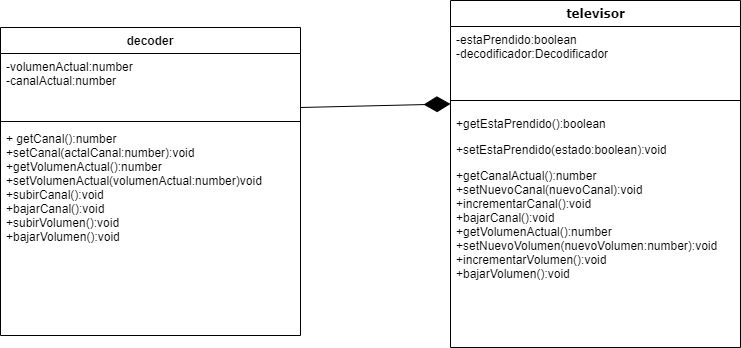 decoder
-volumenActual:number
-canalActual:number
+ getCanal():number
+setCanal(actalCanal:number):void
+getVolumenActual():number
+setVolumenActual(volumenActual:number)void
+subirCanal():void
+bajarCanal():void
+subirVolumen():void
+bajarVolumen():void
televisor
-estaPrendido:boolean
-decodificador:Decodificador
+getEstaPrendido():boolean
+setEstaPrendido(estado:boolean):void
+getCanalActual():number
+setNuevoCanal(nuevoCanal):void
+incrementarCanal():void
+bajarCanal():void
+getVolumenActual():number
+setNuevoVolumen(nuevoVolumen:number):void
+incrementarVolumen():void
+bajarVolumen():void